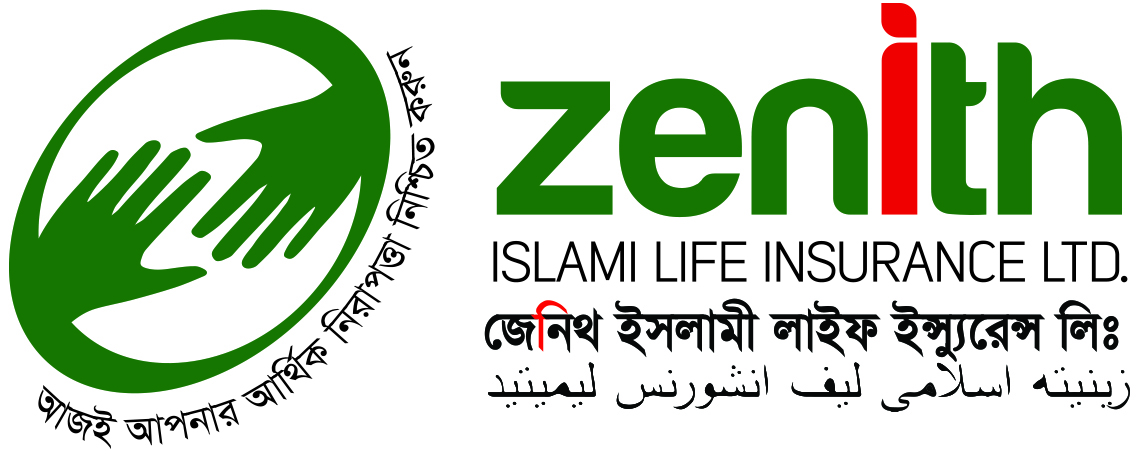 আজই আপনার আর্থিক নিরাপত্তা নিশ্চিত করুন
zenith
ISLAMI LIFE INSURANCE LTD.
জেনিথ ইসলামী লাইফ ইন্স্যুরেন্স লিঃ
زينيته اسلامى ليف انشورنس ليميتيد